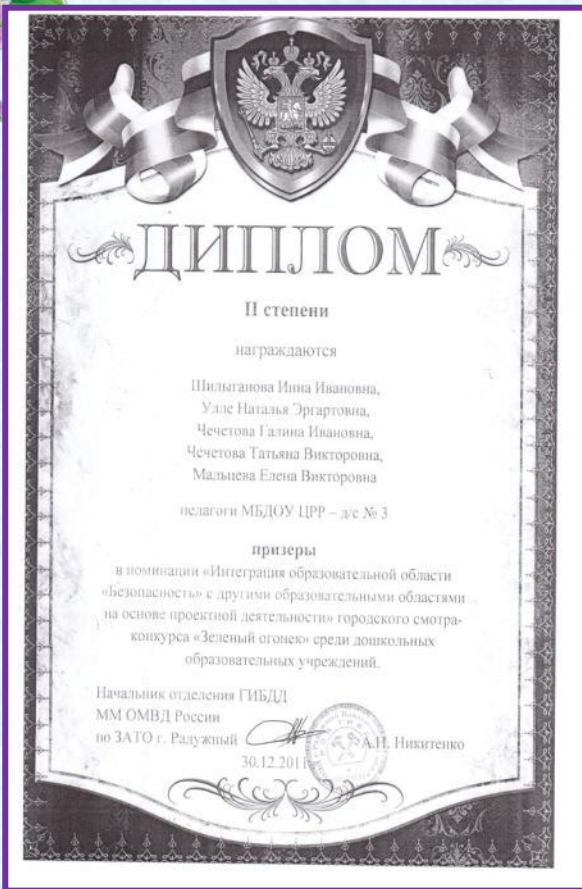 ДИПЛОМ
II степени
награждаются
Шилыганова Инна Ивановна,
Улле Наталья Эргартовна,
Чечетова Галина Ивановна,
Чечетова Татьяна Викторовна,
Мальцева Елена Викторовна
педагоги МБДОУ ЦРР – д/с № 3
призеры
в номинации «Интеграция образовательной области
«Безопасность» с другими образовательными областями
на основе проектной деятельности» городского смотра-
конкурса «Зеленый огонек» среди дошкольных
образовательных учреждений.
Начальник отделения ГИБДД
ММ ОМВД России
по ЗАТО г. Радужный А.Н. Никитенко
30.12.2011